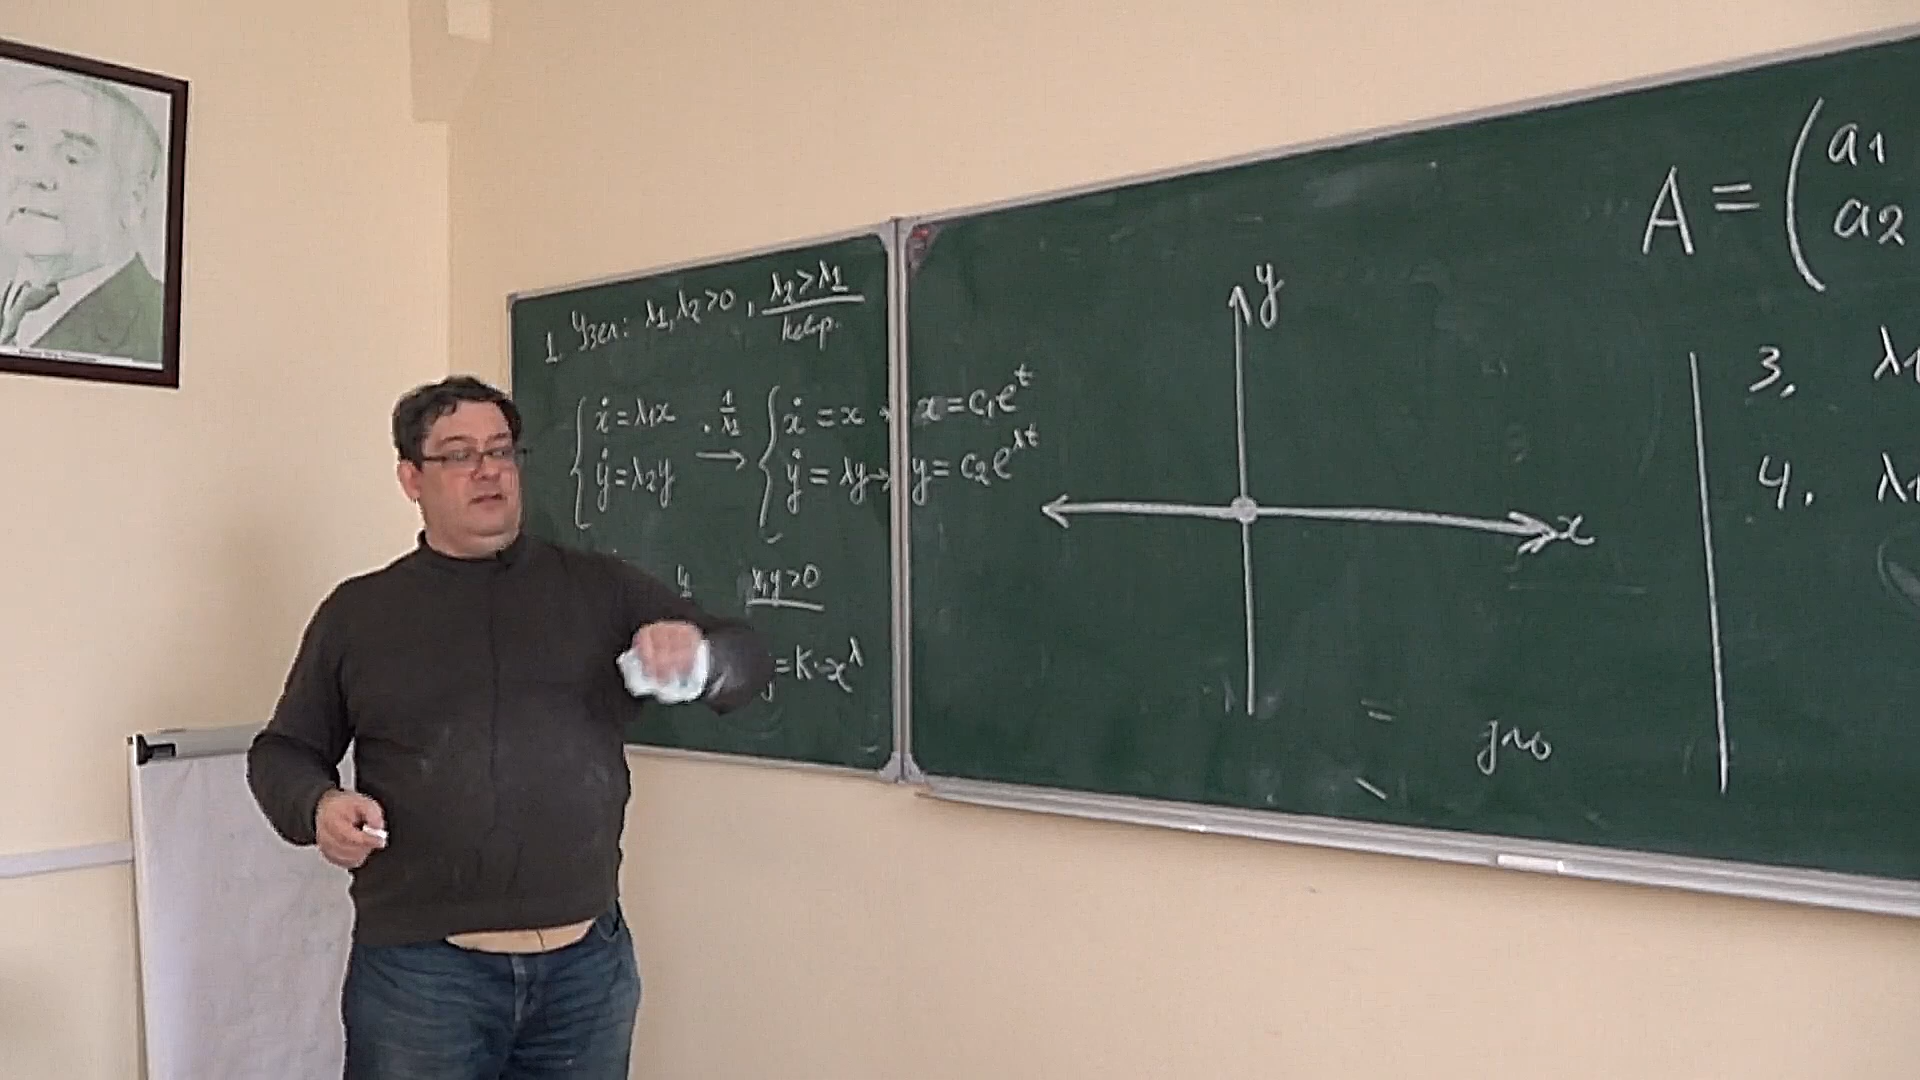 1. Узел: λ1, λ2 > 0, λ2 > λ1
{ ẋ = λ1x · 1/λ1 → { ẋ = x → x = c1e^t
ẏ = λ2y ẏ = λy → y = c2e^λt
x, y > 0
= K · x^λ
y
x
A = ( a1
a2
3. λ1
4. λ1